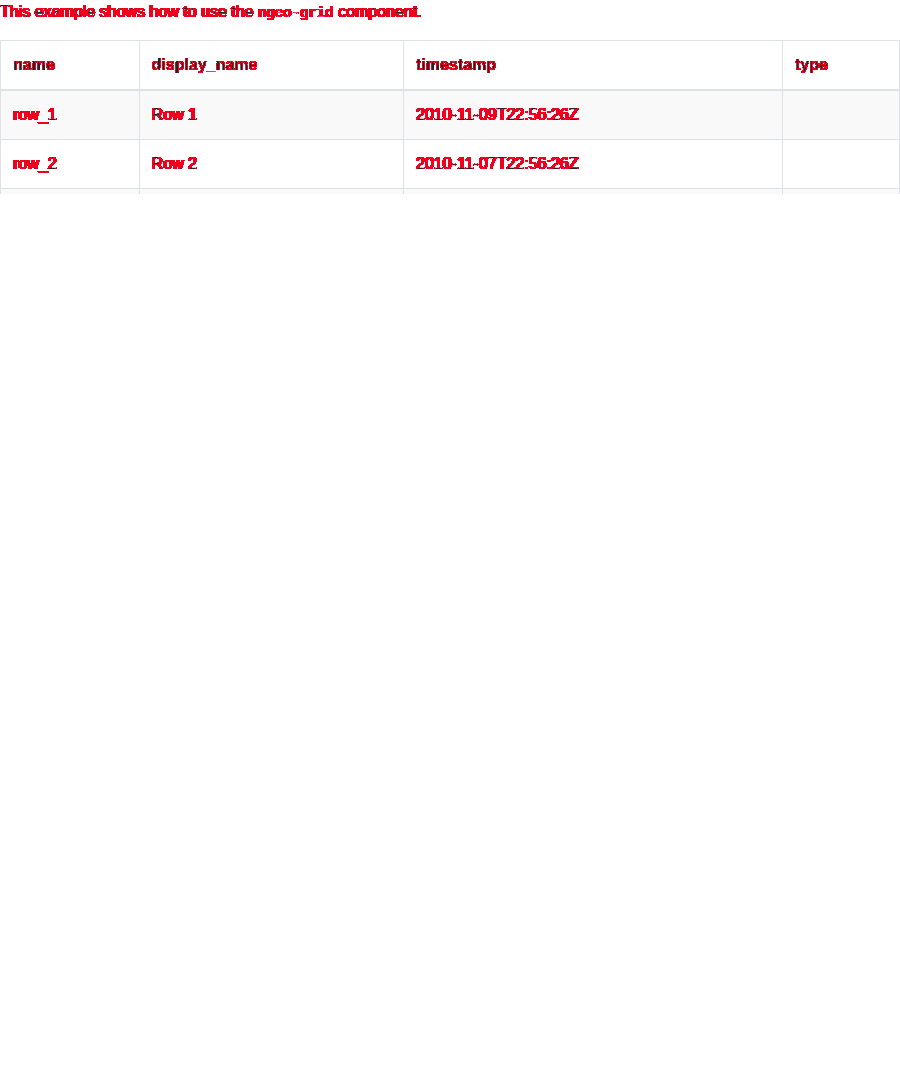 This example shows how to use the ngco-grid component.
name display_name timestamp type
row_1 Row 1 2010-11-09T22:56:26Z
row_2 Row 2 2010-11-07T22:56:26Z